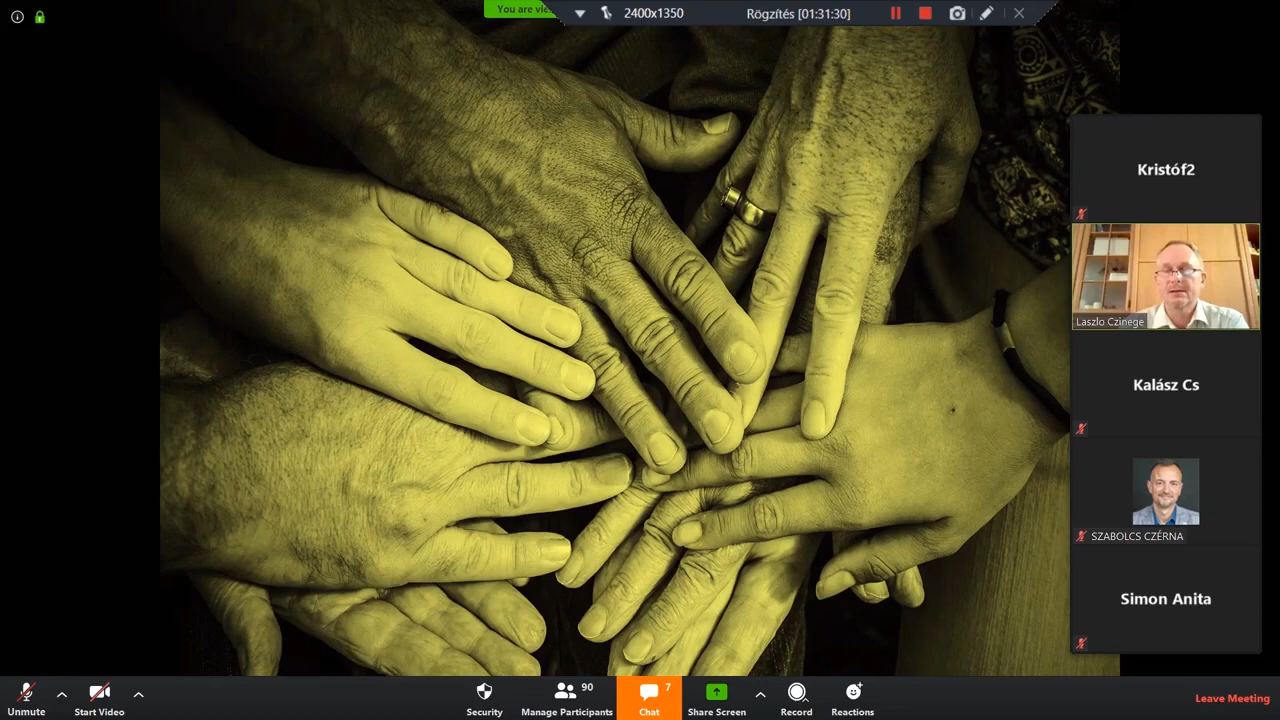 You are vie
2400x1350
Rögzítés [01:31:30]
Kristóf2
Laszlo Czinege
Kalász Cs
SZABOLCS CZÉRNA
Simon Anita
Unmute
Start Video
Security
90
Manage Participants
7
Chat
Share Screen
Record
Reactions
Leave Meeting